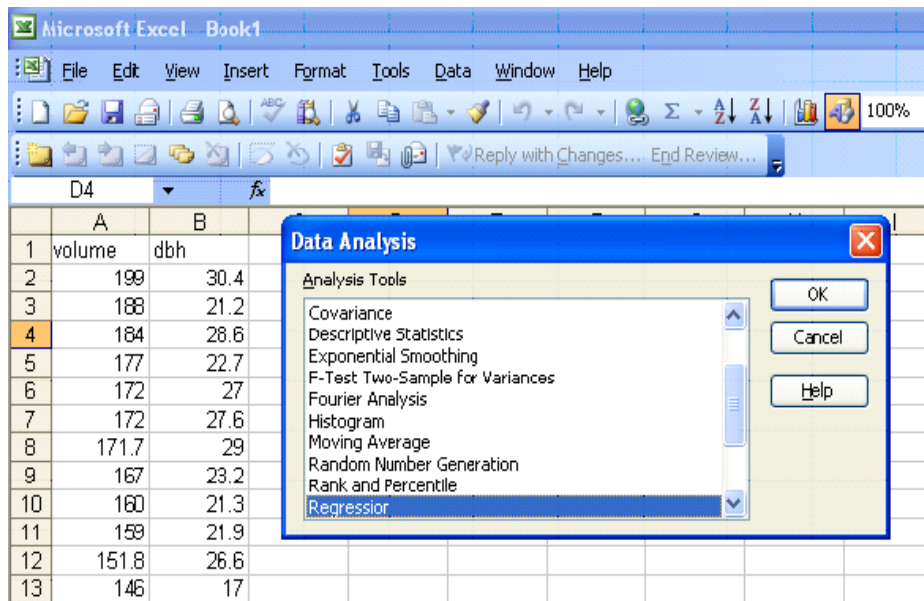 Microsoft Excel Book1
File Edit View Insert Format Tools Data Window Help
100%
Reply with Changes... End Review...
D4 fx
A B
1 volume dbh
2 199 30.4
3 188 21.2
4 184 28.6
5 177 22.7
6 172 27
7 172 27.6
8 171.7 29
9 167 23.2
10 160 21.3
11 159 21.9
12 151.8 26.6
13 146 17
Data Analysis
Analysis Tools
Covariance
Descriptive Statistics
Exponential Smoothing
F-Test Two-Sample for Variances
Fourier Analysis
Histogram
Moving Average
Random Number Generation
Rank and Percentile
Regression
OK
Cancel
Help